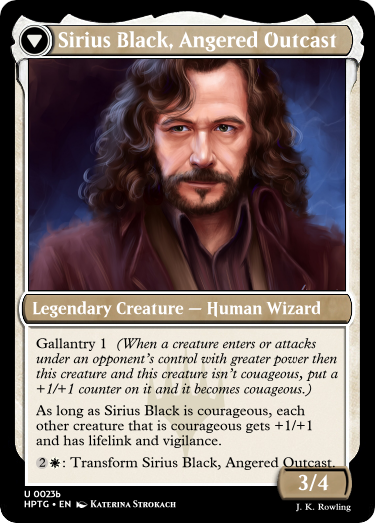 Sirius Black, Angered Outcast
Legendary Creature — Human Wizard
Gallantry 1 (When a creature enters or attacks
under an opponent's control with greater power then
this creature and this creature isn't couageous, put a
+1/+1 counter on it and it becomes couageous.)
As long as Sirius Black is courageous, each
other creature that is courageous gets +1/+1
and has lifelink and vigilance.
2: Transform Sirius Black, Angered Outcast.
3/4
U 0023b
HPTG • EN Katerina Strokach
J. K. Rowling